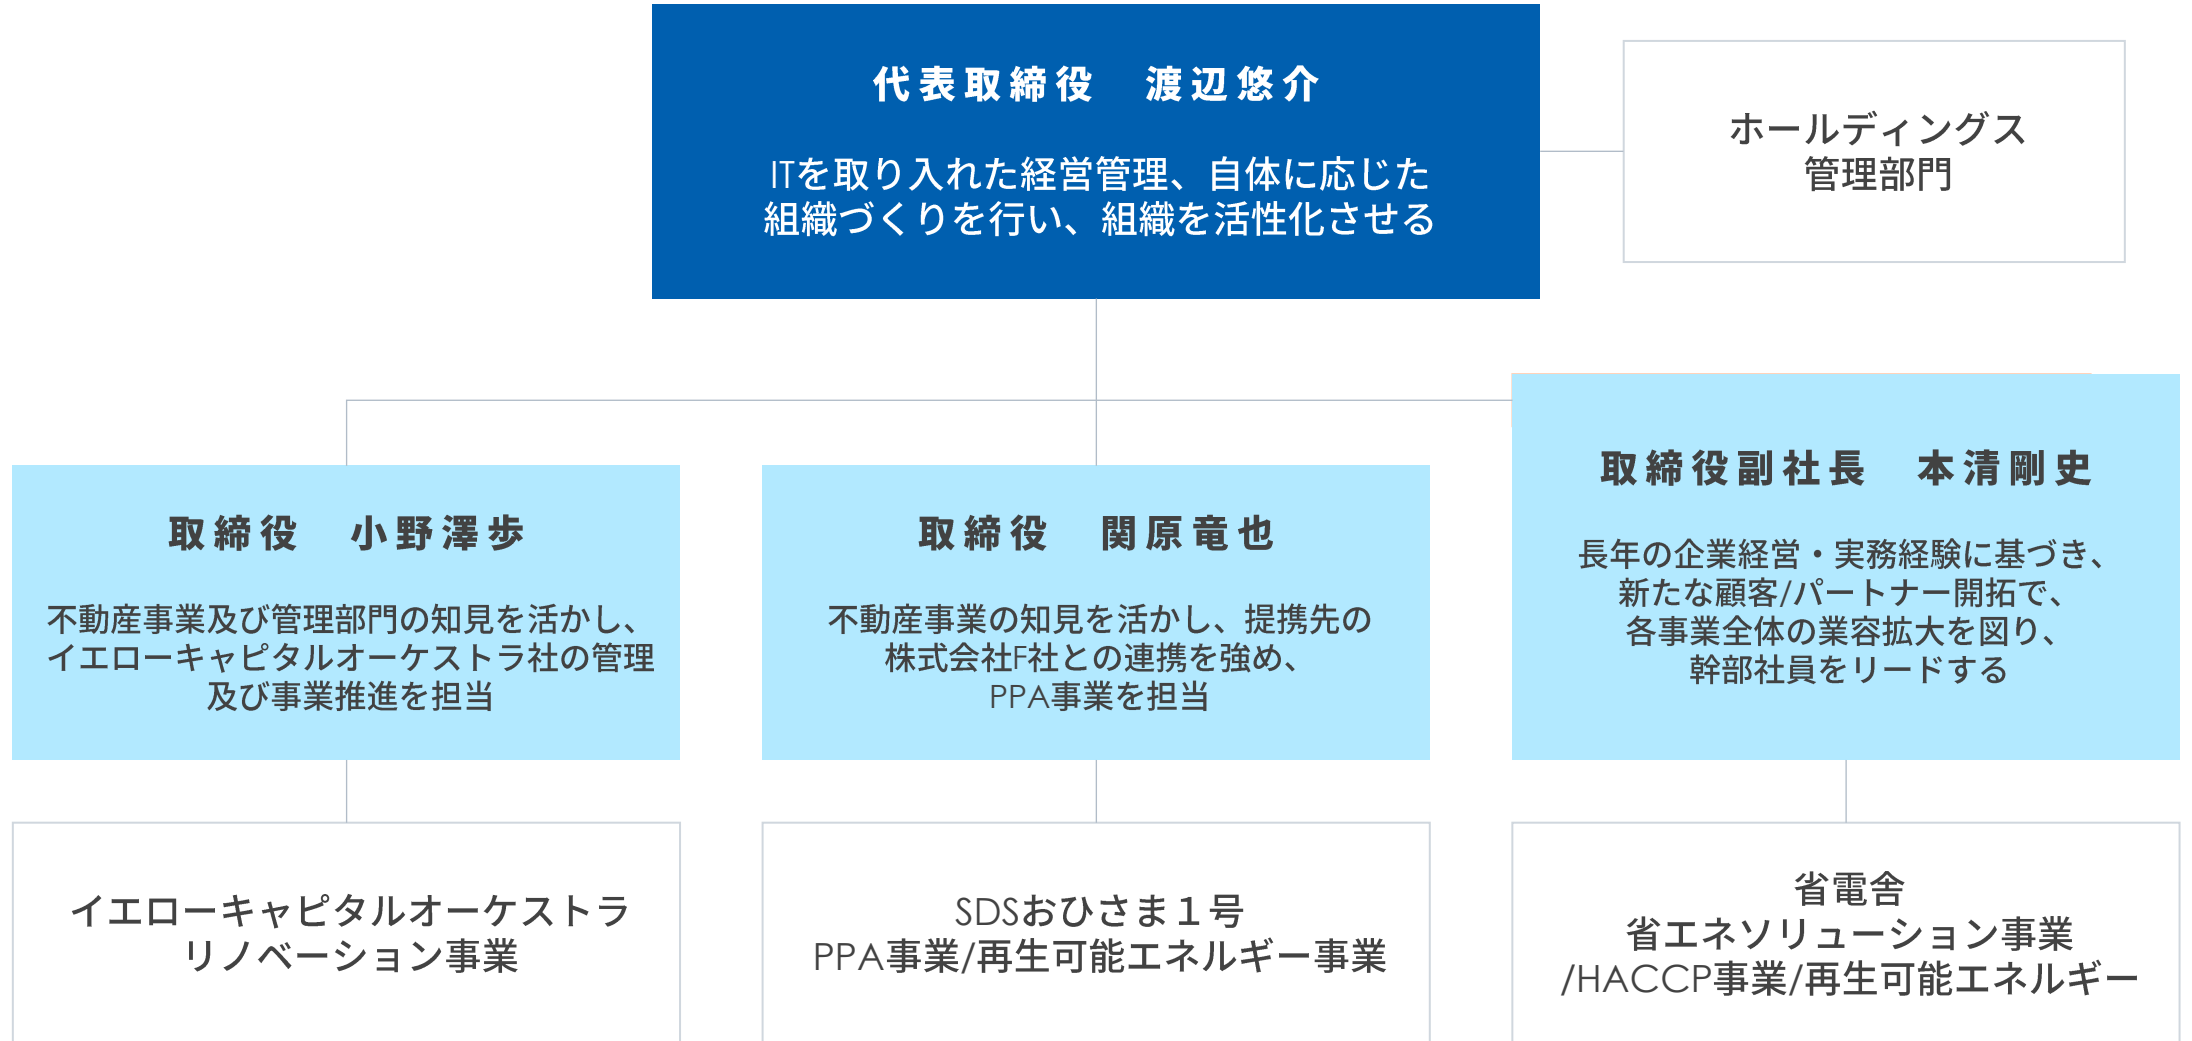 代表取締役　渡辺悠介
ITを取り入れた経営管理、自体に応じた
組織づくりを行い、組織を活性化させる
ホールディングス
管理部門
取締役　小野澤歩
不動産事業及び管理部門の知見を活かし、
イエローキャピタルオーケストラ社の管理
及び事業推進を担当
取締役　関原竜也
不動産事業の知見を活かし、提携先の
株式会社F社との連携を強め、
PPA事業を担当
取締役副社長　本清剛史
長年の企業経営・実務経験に基づき、
新たな顧客/パートナー開拓で、
各事業全体の業容拡大を図り、
幹部社員をリードする
イエローキャピタルオーケストラ
リノベーション事業
SDSおひさま１号
PPA事業/再生可能エネルギー事業
省電舎
省エネソリューション事業
/HACCP事業/再生可能エネルギー